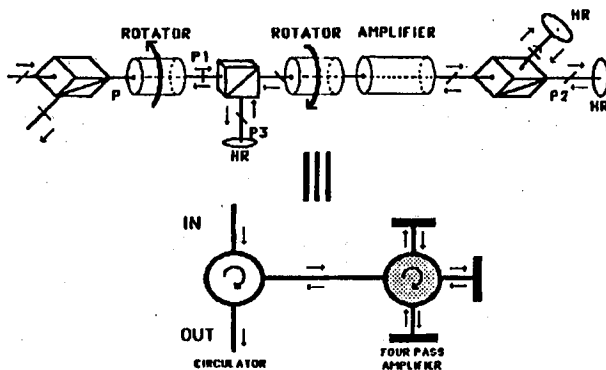 HR
ROTATOR
ROTATOR AMPLIFIER
P1
P
P2
HR
P3
HR
IN
OUT
CIRCULATOR
FOUR PASS
AMPLIFIER